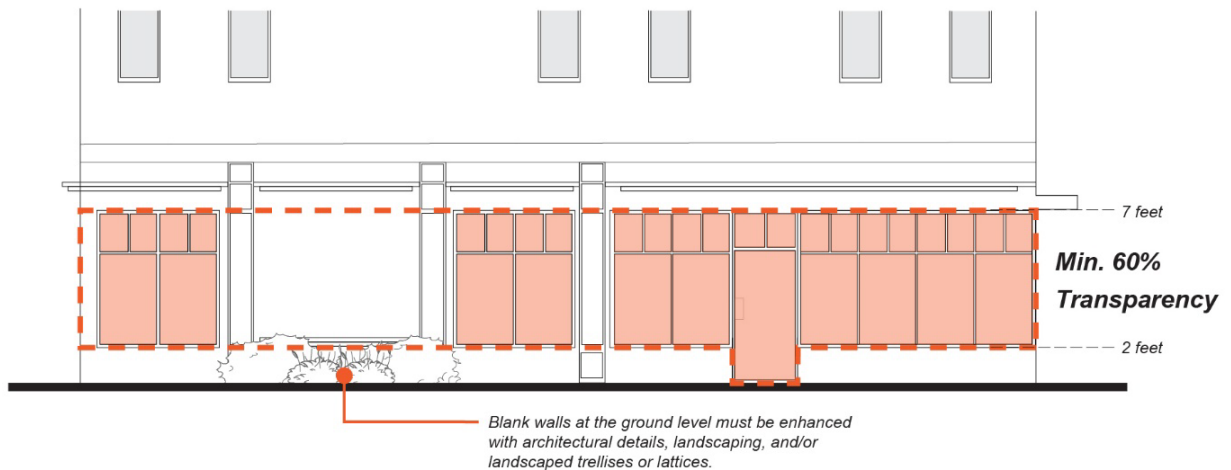 7 feet
Min. 60%
Transparency
2 feet
Blank walls at the ground level must be enhanced
with architectural details, landscaping, and/or
landscaped trellises or lattices.